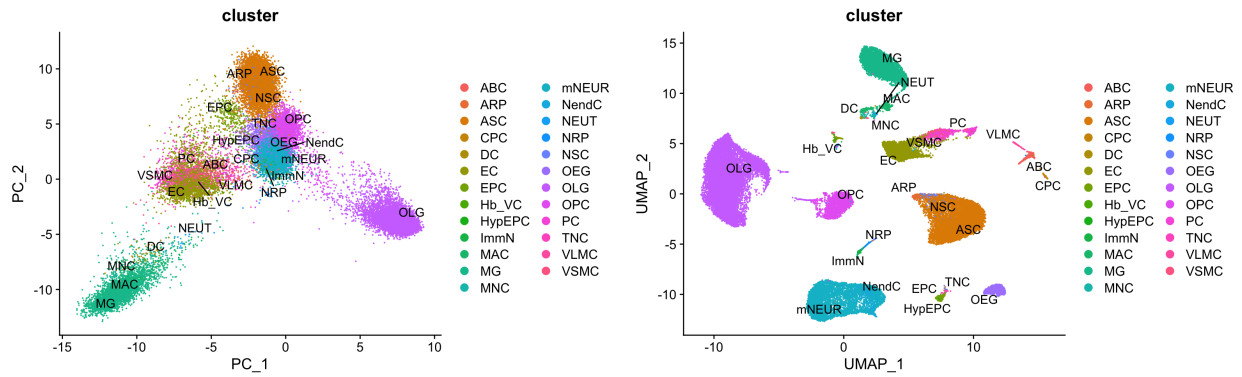 cluster
10
5
0
-5
-10
-15
-10
-5
0
5
10
PC_1
PC_2
ARP
ASC
NSC
EPC
TNC
OPC
HypEPC
OEG
NendC
PC
ABC
CPC
mNEUR
VSMC
VLMC
ImmN
EC
Hb_VC
NRP
OLG
NEUT
DC
MNC
MAC
MG
ABC
ARP
ASC
CPC
DC
EC
EPC
Hb_VC
HypEPC
ImmN
MAC
MG
MNC
mNEUR
NendC
NEUT
NRP
NSC
OEG
OLG
OPC
PC
TNC
VLMC
VSMC
cluster
15
10
5
0
-5
-10
-10
0
10
UMAP_1
UMAP_2
MG
NEUT
MAC
DC
MNC
PC
VSMC
VLMC
Hb_VC
EC
OLG
ABC
CPC
ARP
OPC
NSC
ASC
NRP
ImmN
NendC
EPC
TNC
mNEUR
HypEPC
OEG
ABC
ARP
ASC
CPC
DC
EC
EPC
Hb_VC
HypEPC
ImmN
MAC
MG
MNC
mNEUR
NendC
NEUT
NRP
NSC
OEG
OLG
OPC
PC
TNC
VLMC
VSMC